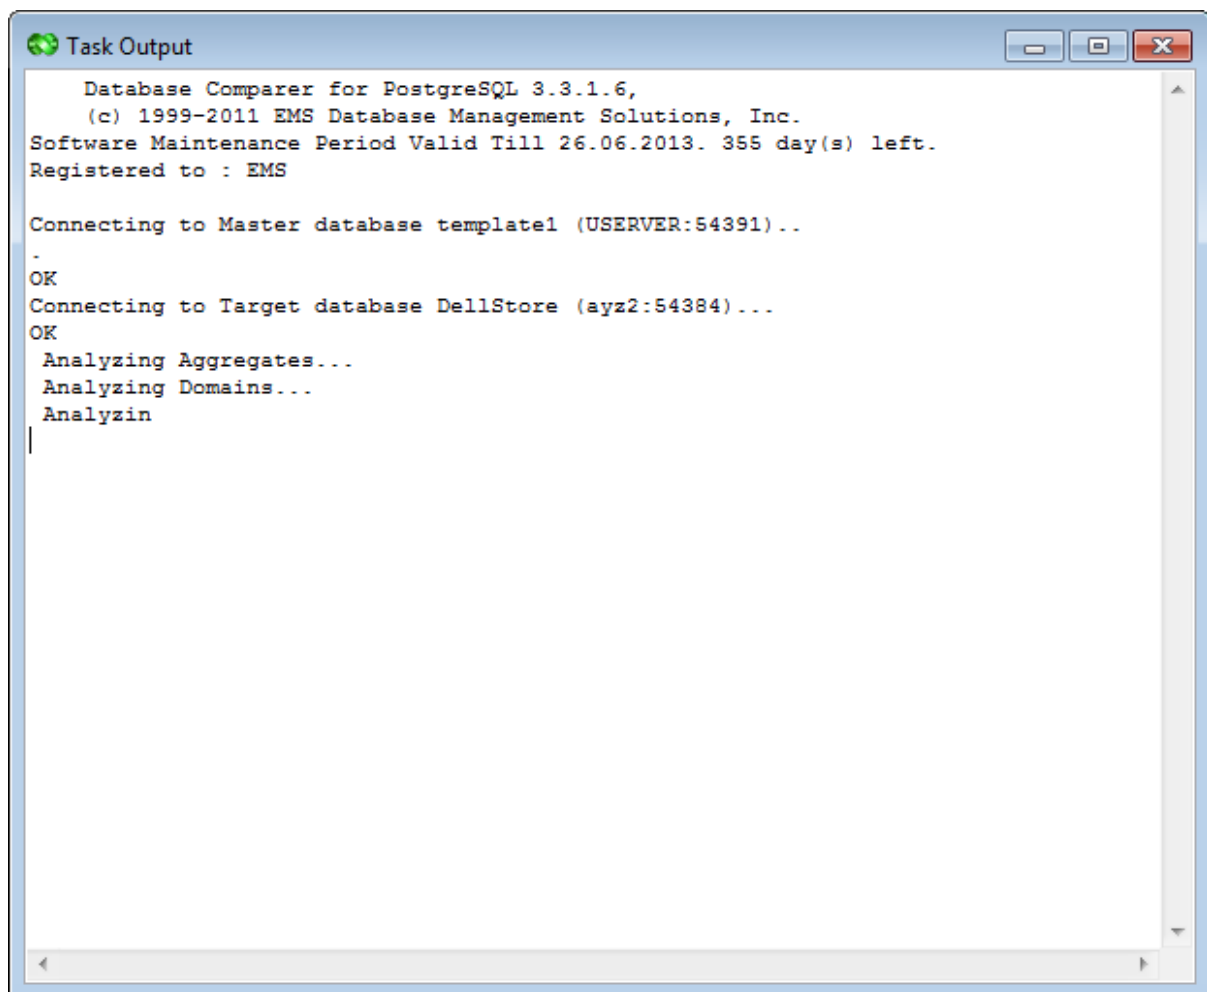 Task Output
Database Comparer for PostgreSQL 3.3.1.6,
(c) 1999-2011 EMS Database Management Solutions, Inc.
Software Maintenance Period Valid Till 26.06.2013. 355 day(s) left.
Registered to : EMS
Connecting to Master database template1 (USERVER:54391)..
.
OK
Connecting to Target database DellStore (ayz2:54384)...
OK
Analyzing Aggregates...
Analyzing Domains...
Analyzin